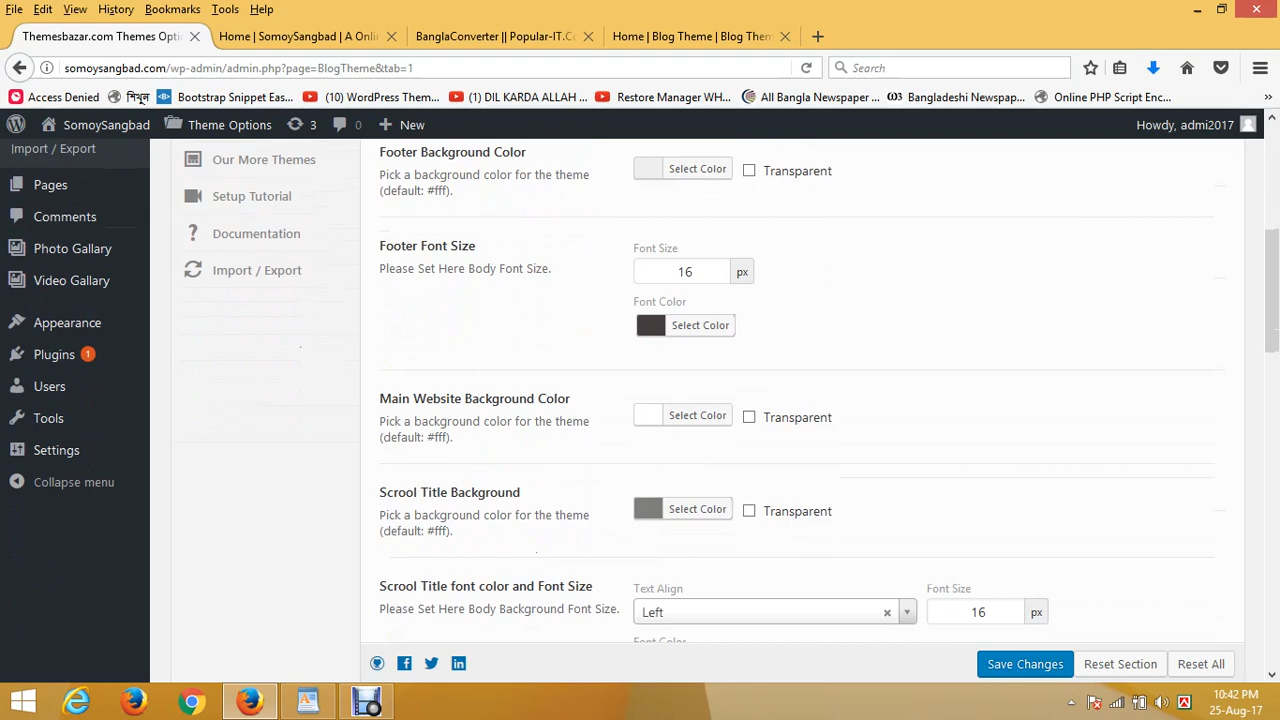 File Edit View History Bookmarks Tools Help
Themesbazar.com Themes Optio
Home | SomoySangbad | A Onlin
BanglaConverter || Popular-IT.Co
Home | Blog Theme | Blog Them
somoysangbad.com/wp-admin/admin.php?page=BlogTheme&tab=1
Search
Access Denied
Bootstrap Snippet Eas...
(10) WordPress Them...
(1) DIL KARDA ALLAH ...
Restore Manager WH...
All Bangla Newspaper ...
Bangladeshi Newspap...
Online PHP Script Enc...
SomoySangbad Theme Options 3 0 New Howdy, admi2017
Import / Export
Pages
Comments
Photo Gallary
Video Gallary
Appearance
Plugins 1
Users
Tools
Settings
Collapse menu
Our More Themes
Setup Tutorial
Documentation
Import / Export
Footer Background Color
Pick a background color for the theme
(default: #fff).
Select Color Transparent
Footer Font Size
Please Set Here Body Font Size.
Font Size
16 px
Font Color
Select Color
Main Website Background Color
Pick a background color for the theme
(default: #fff).
Select Color Transparent
Scrool Title Background
Pick a background color for the theme
(default: #fff).
Select Color Transparent
Scrool Title font color and Font Size
Please Set Here Body Background Font Size.
Text Align
Left
Font Size
16 px
Font Color
Save Changes Reset Section Reset All
10:42 PM
25-Aug-17